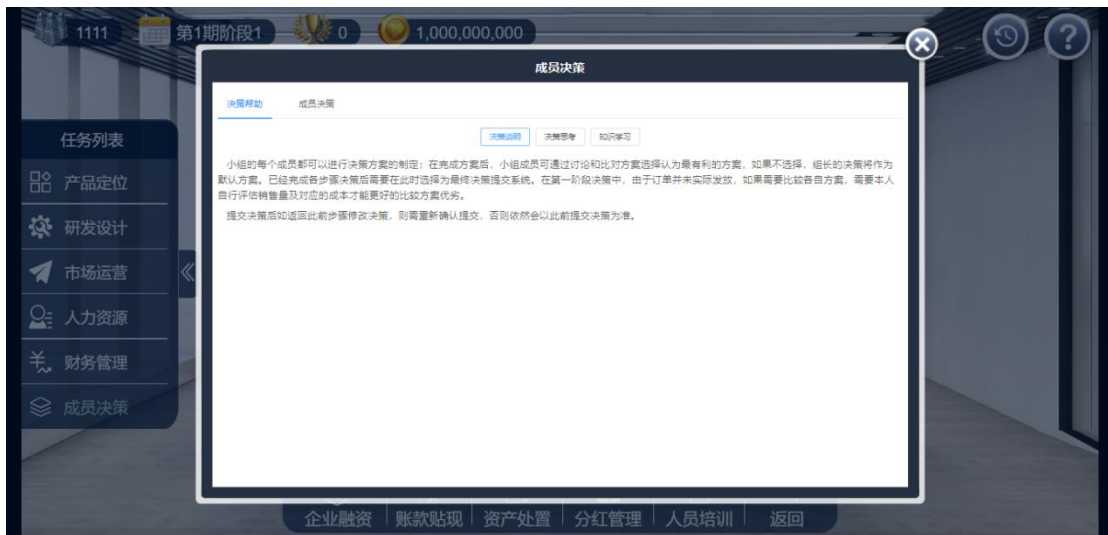 1111 第1期阶段1 0 1,000,000,000
成员决策
决策帮助 成员决策
决策说明 决策思考 知识学习
小组的每个成员都可以进行决策方案的制定；在完成方案后，小组成员可通过讨论和比对方案选择认为最有利的方案，如果不选择，组长的决策将作为
默认方案。已经完成各步骤决策后需要在此时选择为最终决策提交系统。在第一阶段决策中，由于订单并未实际发放，如果需要比较各自方案，需要本人
自行评估销售量及对应的成本才能更好的比较方案优劣。
提交决策后如返回此前步骤修改决策，则需重新确认提交，否则依然会以此前提交决策为准。
任务列表
产品定位
研发设计
市场运营
人力资源
财务管理
成员决策
企业融资 账款贴现 资产处置 分红管理 人员培训 返回